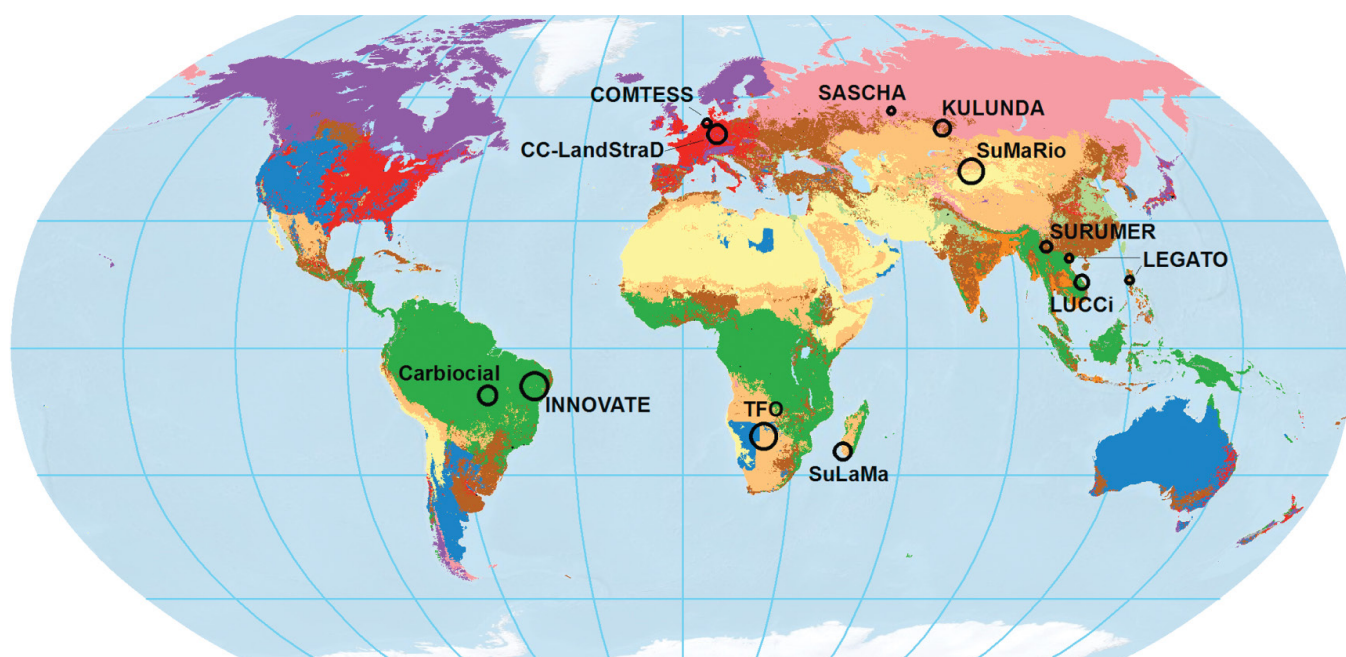 COMTESS
SASCHA
KULUNDA
CC-LandStraD
SuMaRio
SURUMER
LEGATO
LUCCi
Carbiocial
INNOVATE
TFO
SuLaMa